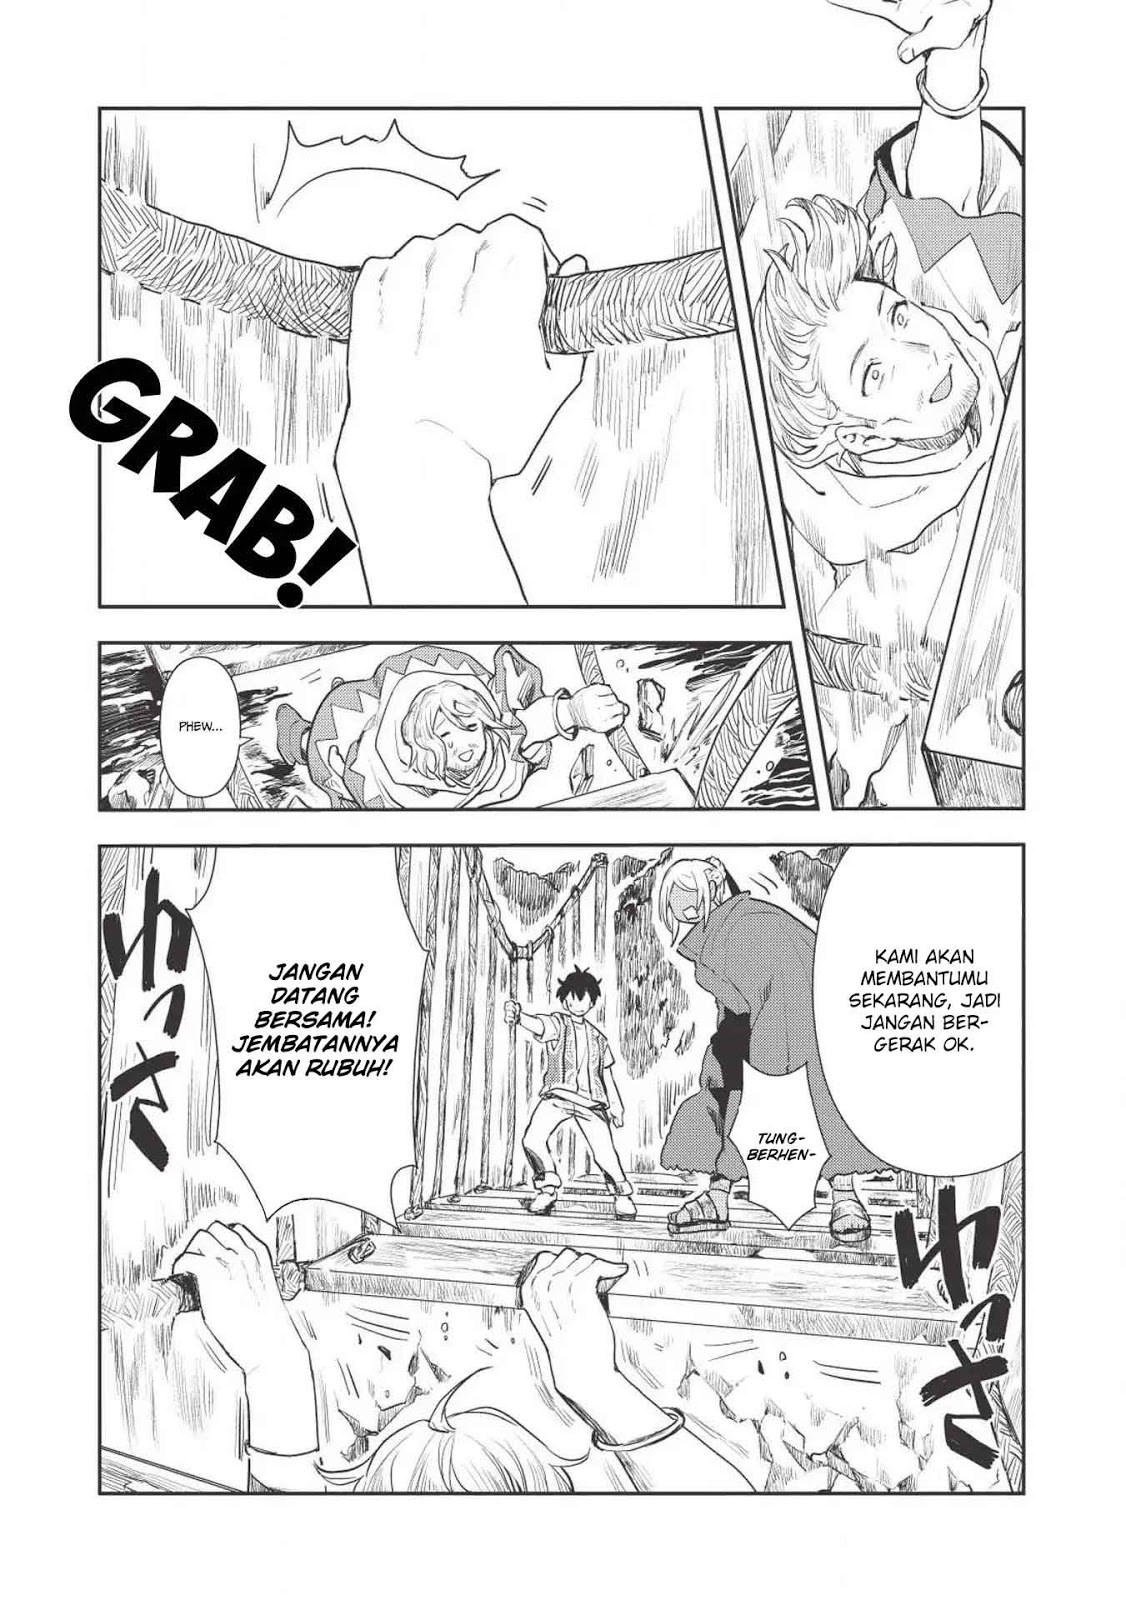 GRAB!
PHEW...
KAMI AKAN
MEMBANTUMU
SEKARANG, JADI
JANGAN BER-
GERAK OK.
TUNG-
BERHEN-
JANGAN
DATANG
BERSAMA!
JEMBATANNYA
AKAN RUBUH!
ゆっさ
ゆっさ